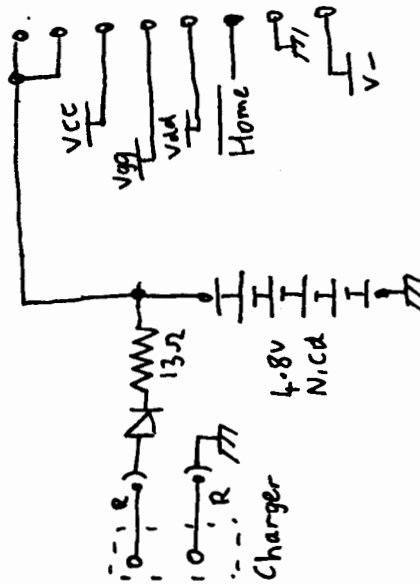 R
R
Charger
13Ω
4.8V
NiCd
VCC
Vgg
Vdd
Home
V-